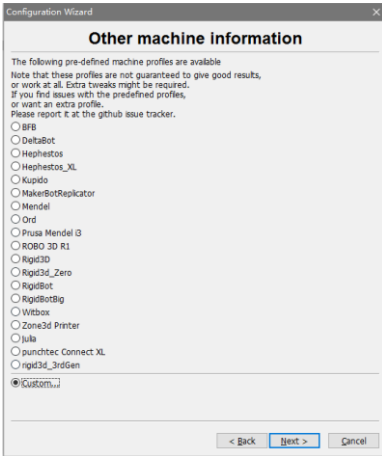 Configuration Wizard
Other machine information
The following pre-defined machine profiles are available
Note that these profiles are not guaranteed to give good results,
or work at all. Extra tweaks might be required.
If you find issues with the predefined profiles,
or want an extra profile.
Please report it at the github issue tracker.
BFB
DeltaBot
Hephestos
Hephestos_XL
Kupido
MakerBotReplicator
Mendel
Ord
Prusa Mendel i3
ROBO 3D R1
Rigid3D
Rigid3d_Zero
RigidBot
RigidBotBig
Witbox
Zone3d Printer
julia
punchtec Connect XL
rigid3d_3rdGen
Custom...
< Back Next > Cancel